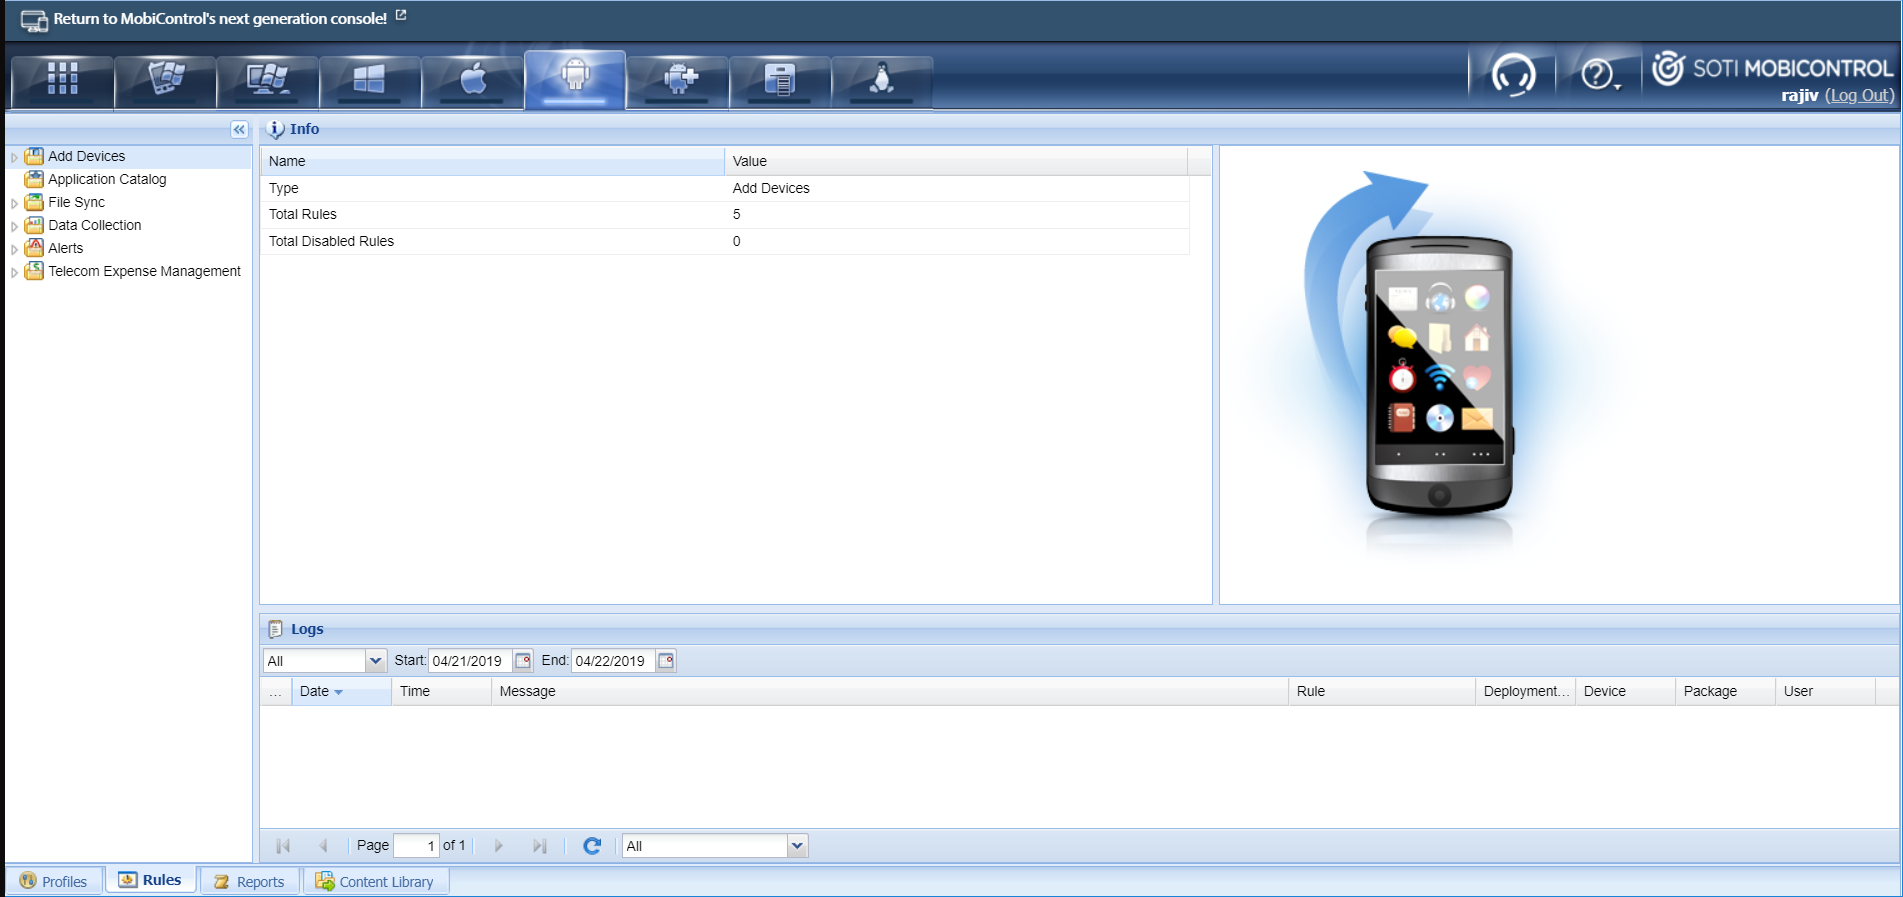 Return to MobiControl's next generation console!
SOTI MOBICONTROL
rajiv (Log Out)
Info
Add Devices
Application Catalog
File Sync
Data Collection
Alerts
Telecom Expense Management
Name Value
Type Add Devices
Total Rules 5
Total Disabled Rules 0
Logs
All Start: 04/21/2019 End: 04/22/2019
... Date Time Message Rule Deployment... Device Package User
Page 1 of 1 All
Profiles Rules Reports Content Library